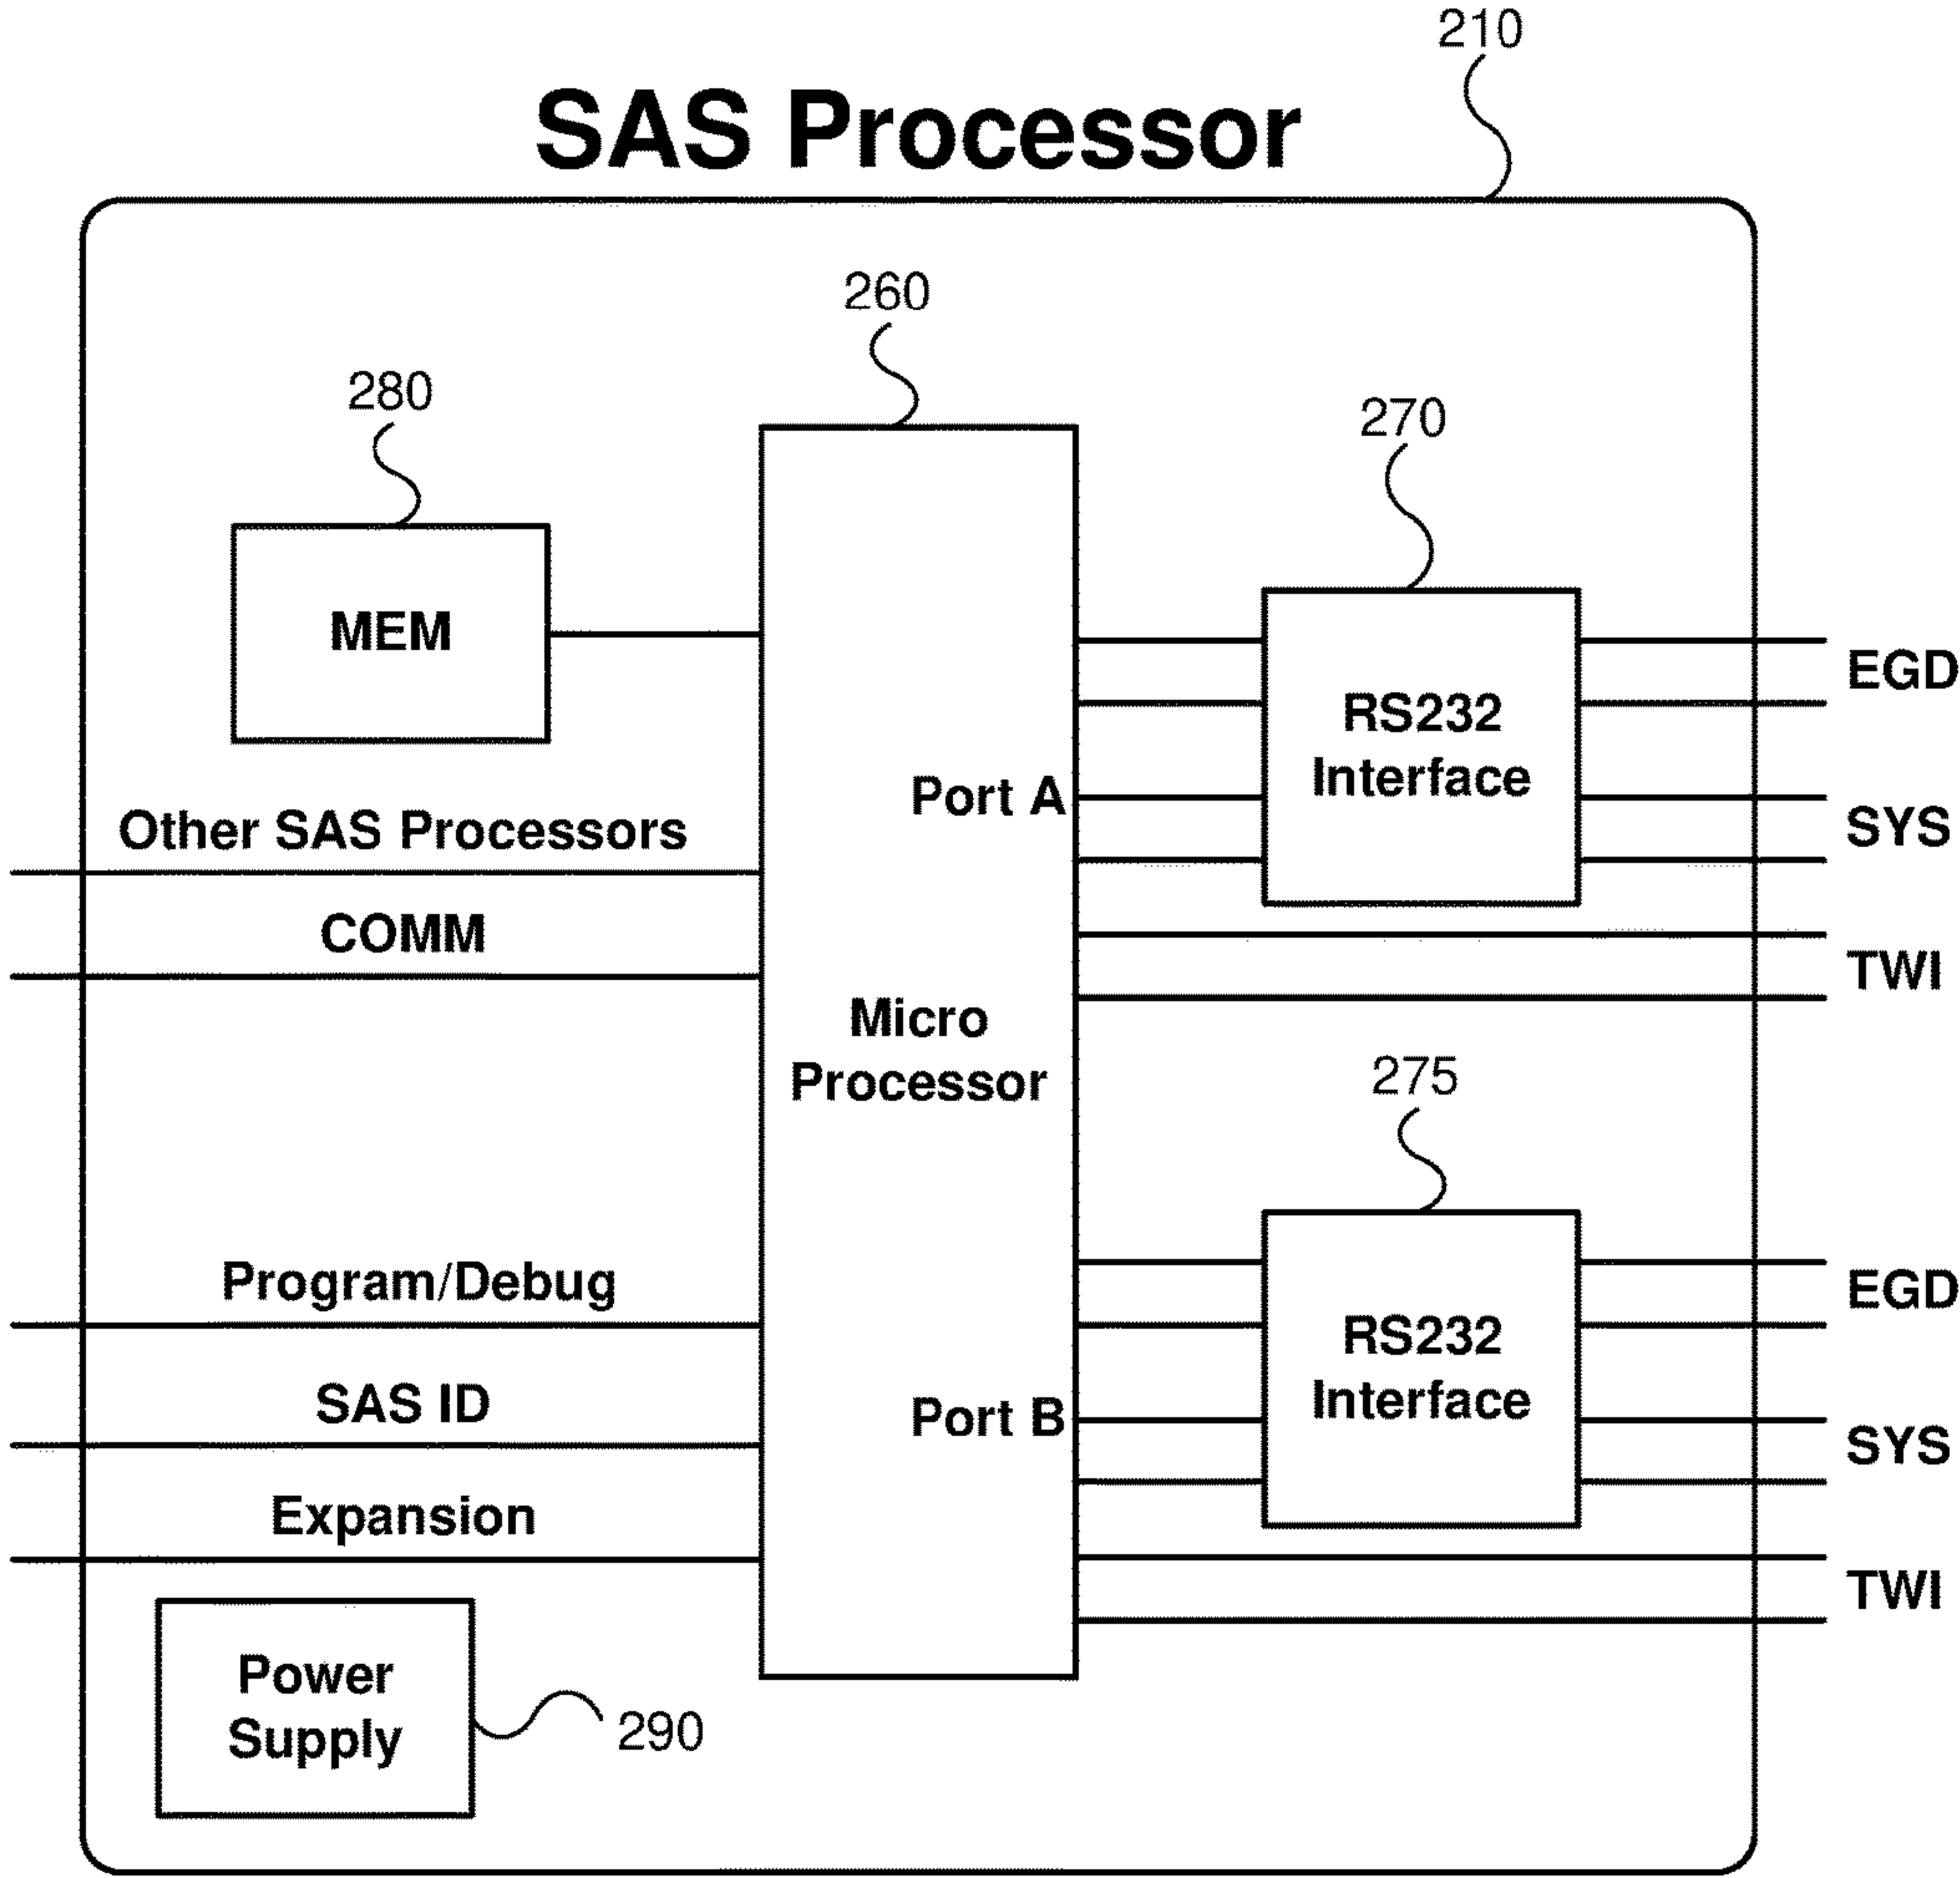 210
SAS Processor
260
280
270
MEM
RS232
Interface
EGD
Port A
SYS
Other SAS Processors
COMM
TWI
Micro
Processor
275
Program/Debug
RS232
Interface
EGD
SAS ID
Port B
SYS
Expansion
TWI
Power
Supply
290